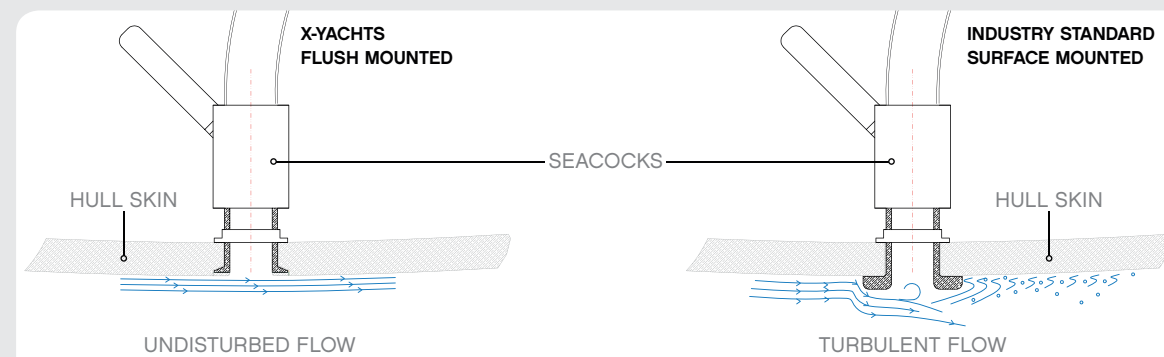 X-YACHTS
FLUSH MOUNTED
INDUSTRY STANDARD
SURFACE MOUNTED
SEACOCKS
HULL SKIN
HULL SKIN
UNDISTURBED FLOW
TURBULENT FLOW